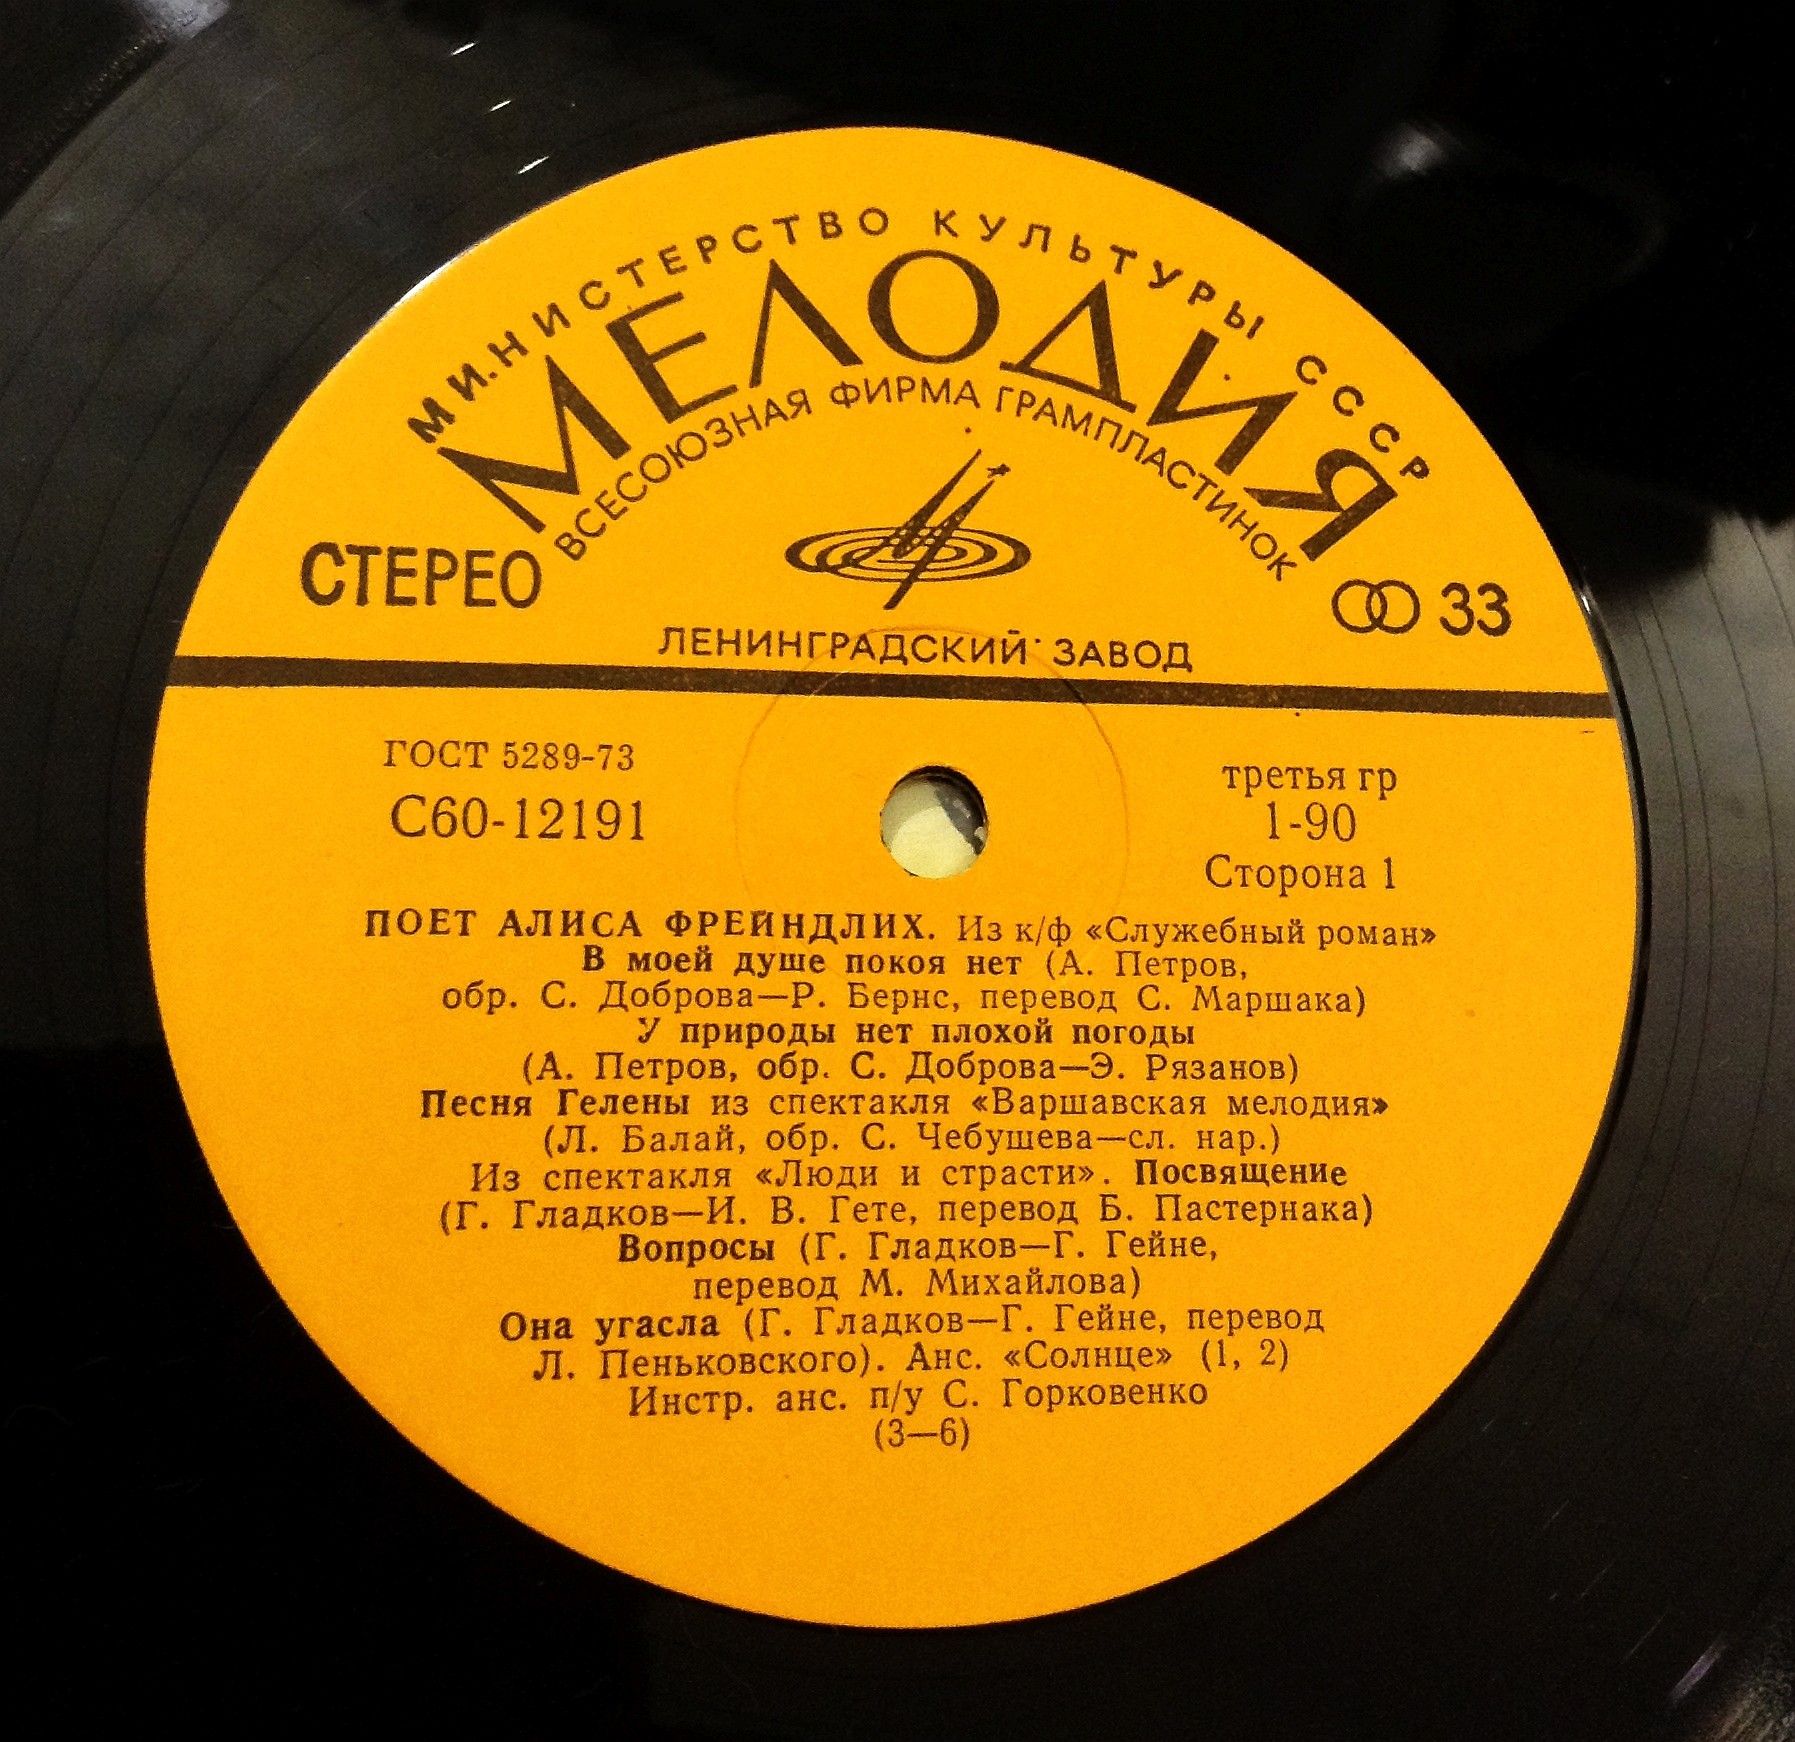 МИНИСТЕРСТВО КУЛЬТУРЫ СССР
МЕЛОДИЯ
ВСЕСОЮЗНАЯ ФИРМА ГРАМПЛАСТИНОК
СТЕРЕО
33
ЛЕНИНГРАДСКИЙ ЗАВОД
ГОСТ 5289-73
С60-12191
третья гр
1-90
Сторона 1
ПОЕТ АЛИСА ФРЕЙНДЛИХ. Из к/ф «Служебный роман»
В моей душе покоя нет (А. Петров,
обр. С. Доброва—Р. Бернс, перевод С. Маршака)
У природы нет плохой погоды
(А. Петров, обр. С. Доброва—Э. Рязанов)
Песня Гелены из спектакля «Варшавская мелодия»
(Л. Балай, обр. С. Чебушева—сл. нар.)
Из спектакля «Люди и страсти». Посвящение
(Г. Гладков—И. В. Гете, перевод Б. Пастернака)
Вопросы (Г. Гладков—Г. Гейне,
перевод М. Михайлова)
Она угасла (Г. Гладков—Г. Гейне, перевод
Л. Пеньковского). Анс. «Солнце» (1, 2)
Инстр. анс. п/у С. Горковенко
(3—6)